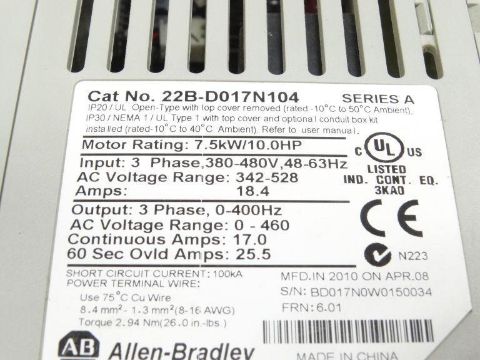 Cat No. 22B-D017N104 SERIES A
IP20 / UL Open-Type with top cover removed (rated -10°C to 50°C Ambient).
IP30 / NEMA 1 / UL Type 1 with top cover and optional conduit box kit
installed (rated -10°C to 40°C Ambient). Refer to user manual.
Motor Rating: 7.5kW/10.0HP
Input: 3 Phase,380-480V,48-63Hz
AC Voltage Range: 342-528
Amps: 18.4
C UL US
LISTED
IND. CONT. EQ.
3KA0
Output: 3 Phase, 0-400Hz
AC Voltage Range: 0 - 460
Continuous Amps: 17.0
60 Sec Ovld Amps: 25.5
CE
N223
SHORT CIRCUIT CURRENT: 100kA
POWER TERMINAL WIRE:
Use 75°C Cu Wire
8.4 mm² - 1.3 mm² (8-16 AWG)
Torque 2.94 Nm (26.0 in.-lbs.)
MFD.IN 2010 ON APR.08
S/N: BD017N0W0150034
FRN: 6.01
AB Allen-Bradley
MADE IN CHINA